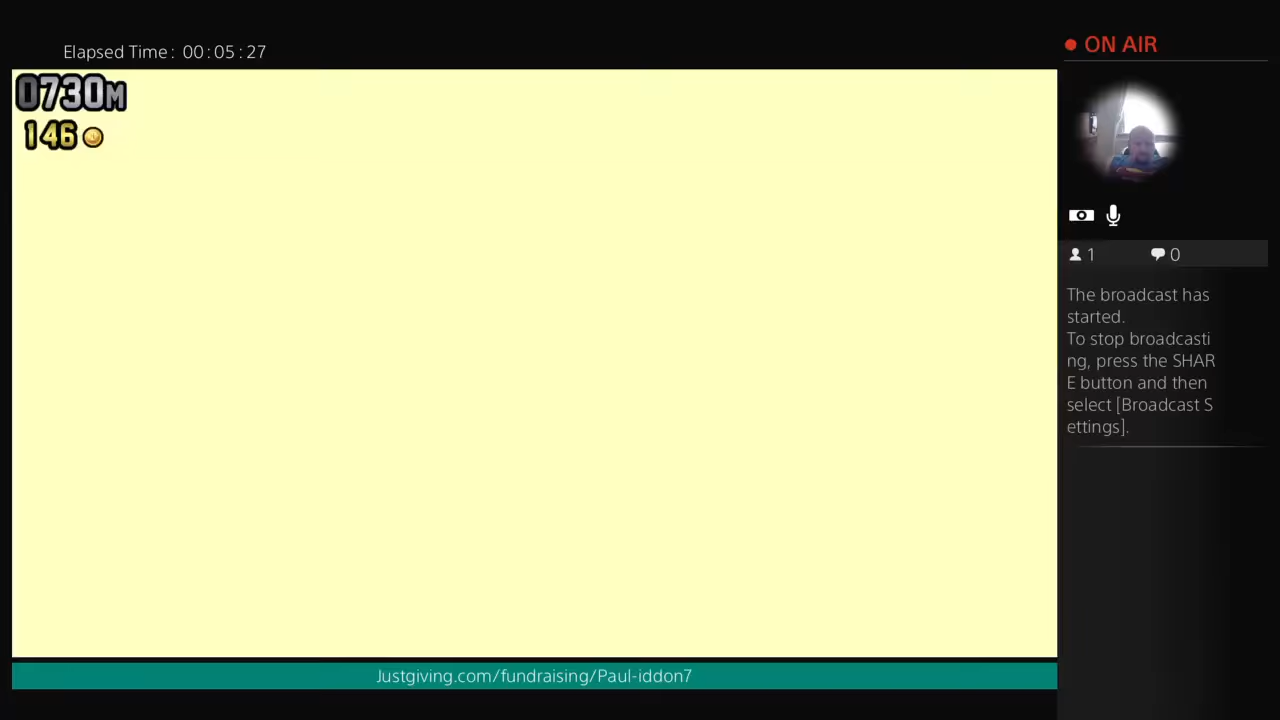 Elapsed Time: 00:05:27
ON AIR
0730M
146
1 0
The broadcast has
started.
To stop broadcasti
ng, press the SHAR
E button and then
select [Broadcast S
ettings].
Justgiving.com/fundraising/Paul-iddon7